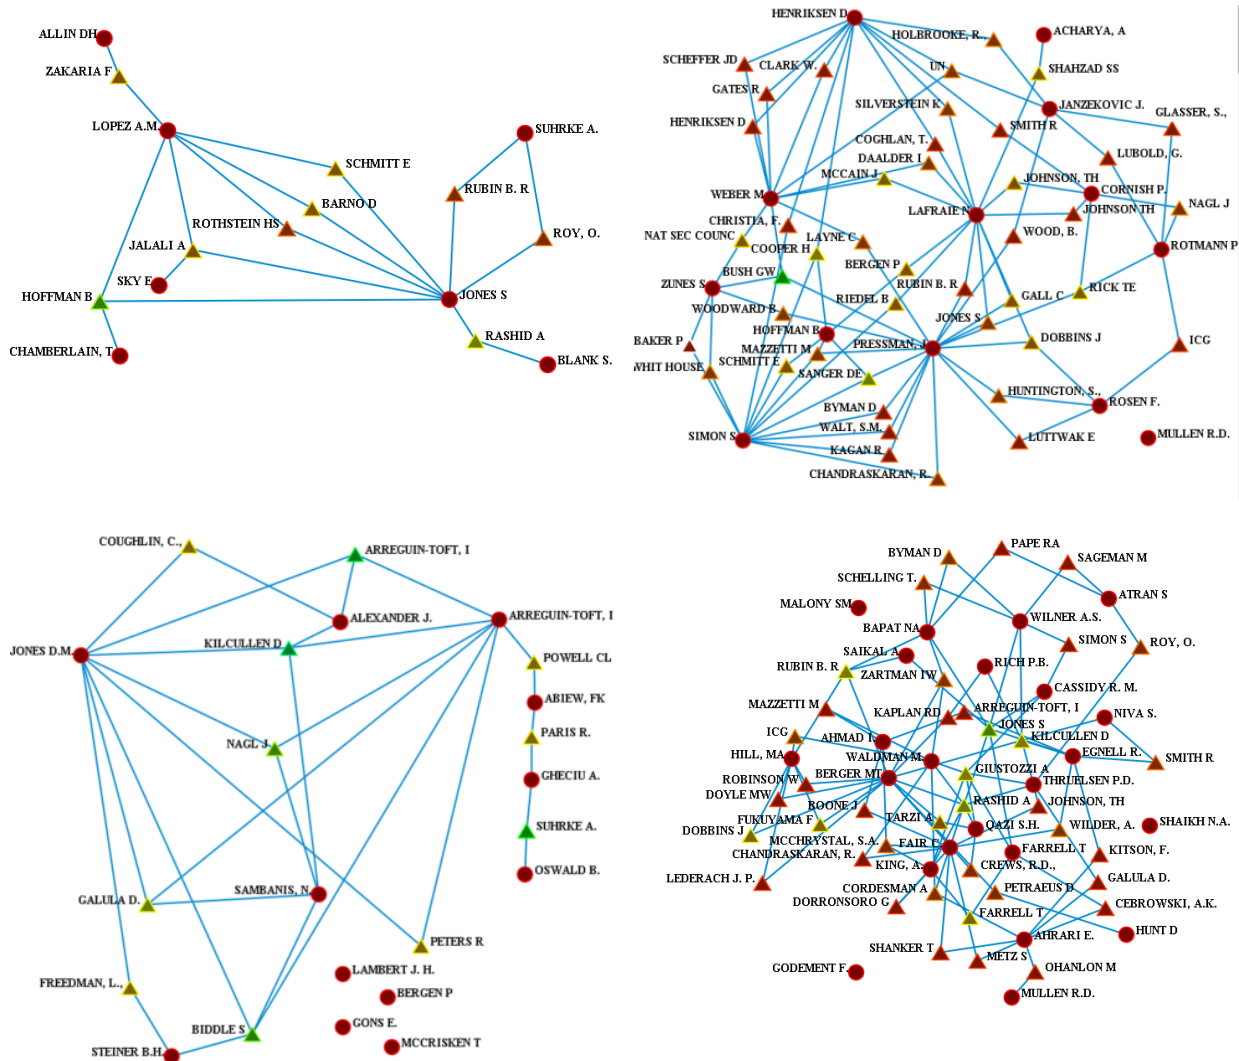 ALLIN DH
ZAKARIA F
LOPEZ A.M.
SUHRKE A.
SCHMITT E
RUBIN B. R
BARNO D
ROTHSTEIN HS
ROY, O.
JALALI A
SKY E
HOFFMAN B
JONES S
CHAMBERLAIN, T
RASHID A
BLANK S.
HENRIKSEN D
HOLBROOKE, R.,
ACHARYA, A
SCHEFFER JD
CLARK W.
UN
SHAHZAD SS
GATES R
SILVERSTEIN K
JANZEKOVIC J.
GLASSER, S.,
HENRIKSEN D
SMITH R
COGHLAN, T.
LUBOLD, G.
DAALDER I
MCCAIN J
JOHNSON, TH
CORNISH P.
WEBER M
NAGL J
LAFRAIE N
JOHNSON TH
CHRISTIA, F.
NAT SEC COUNC
LAYNE C
WOOD, B.
ROTMANN P
COOPER H
BERGEN P
BUSH GW
ZUNES S
RUBIN B. R
RICK TE
RIEDEL B
GALL C
WOODWARD B
JONES S
HOFFMAN B
BAKER P
MAZZETTI M
PRESSMAN, J
DOBBINS J
ICG
WHIT HOUSE
SCHMITT E
SANGER DE
HUNTINGTON, S.,
ROSEN F.
BYMAN D
SIMON S
WALT, S.M.
LUTTWAK E
MULLEN R.D.
KAGAN R
CHANDRASKARAN, R.
COUGHLIN, C.,
ARREGUIN-TOFT, I
ALEXANDER J.
ARREGUIN-TOFT, I
KILCULLEN D
JONES D.M.
POWELL CL
ABIEW, FK
PARIS R.
NAGL J
GHECIU A.
SUHRKE A.
OSWALD B.
SAMBANIS, N
GALULA D.
PETERS R
LAMBERT J. H.
FREEDMAN, L.,
BERGEN P
GONS E.
BIDDLE S
MCCRISKEN T
STEINER B.H.
BYMAN D
PAPE RA
SAGEMAN M
SCHELLING T.
ATRAN S
MALONY SM
WILNER A.S.
BAPAT NA
SIMON S
ROY, O.
SAIKAL A
RUBIN B. R
RICH P.B.
ZARTMAN IW
CASSIDY R. M.
MAZZETTI M
KAPLAN RD
ARREGUIN-TOFT, I
NIVA S.
JONES S
ICG
AHMAD I.
KILCULLEN D
HILL, MA
WALDMAN M.
EGNELL R.
SMITH R
ROBINSON W
BERGER MT
GIUSTOZZI A
THRUELSEN P.D.
DOYLE MW
BOONE J
RASHID A
JOHNSON, TH
FUKUYAMA F
TARZI A
DOBBINS J
QAZI S.H.
WILDER, A.
SHAIKH N.A.
MCCHRYSTAL, S.A.
FAIR C
FARRELL T
KITSON, F.
CHANDRASKARAN, R.
KING, A.
CREWS, R.D.,
LEDERACH J. P.
CORDESMAN A
PETRAEUS D
GALULA D.
DORRONSORO G
CEBROWSKI, A.K.
FARRELL T
HUNT D
AHRARI E.
SHANKER T
METZ S
OHANLON M
GODEMENT F.
MULLEN R.D.